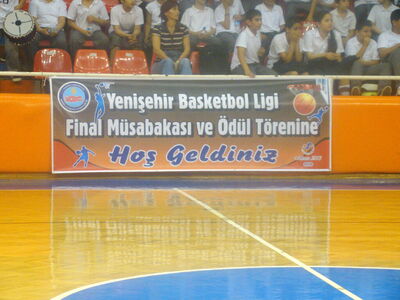 Yenişehir Basketbol Ligi
Final Müsabakası ve Ödül Törenine
Hoş Geldiniz